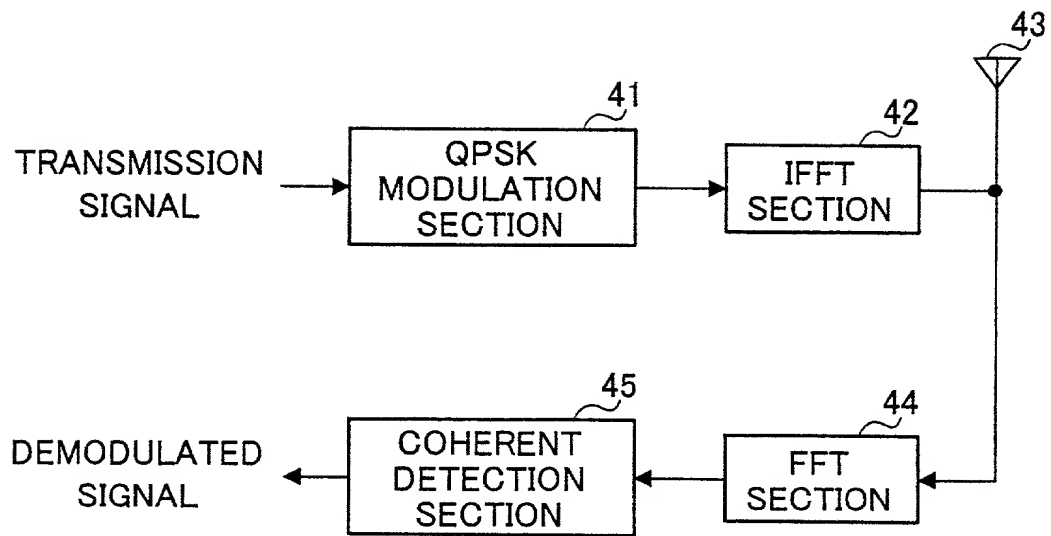 43
41
42
TRANSMISSION
SIGNAL
QPSK
MODULATION
SECTION
IFFT
SECTION
45
44
DEMODULATED
SIGNAL
COHERENT
DETECTION
SECTION
FFT
SECTION